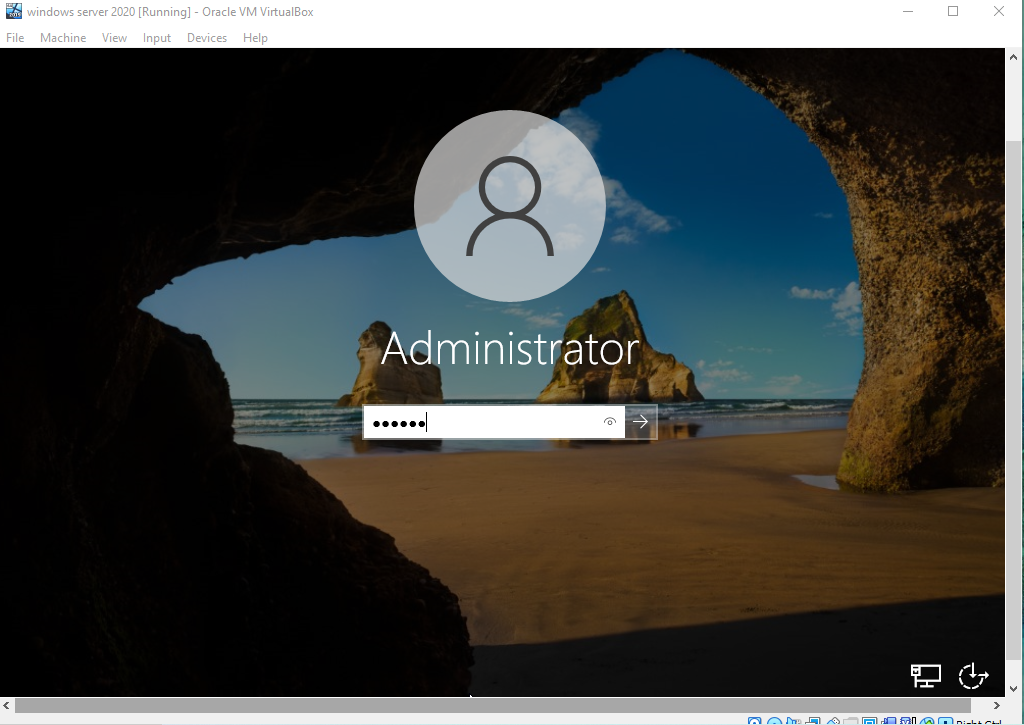 windows server 2020 [Running] - Oracle VM VirtualBox
File Machine View Input Devices Help
Administrator
Right Ctrl